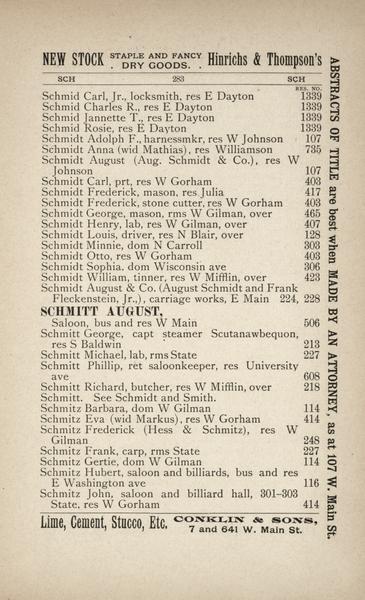 NEW STOCK STAPLE AND FANCY DRY GOODS. Hinrichs & Thompson's
SCH 283 SCH
RES. NO.
Schmid Carl, Jr., locksmith, res E Dayton 1339
Schmid Charles R., res E Dayton 1339
Schmid Jannette T., res E Dayton 1339
Schmid Rosie, res E Dayton 1339
Schmidt Adolph F., harnessmkr, res W Johnson 107
Schmidt Anna (wid Mathias), res Williamson 735
Schmidt August (Aug. Schmidt & Co.), res W
Johnson 107
Schmidt Carl, prt, res W Gorham 403
Schmidt Frederick, mason, res Julia 417
Schmidt Frederick, stone cutter, res W Gorham 403
Schmidt George, mason, rms W Gilman, over 465
Schmidt Henry, lab, res W Gilman, over 407
Schmidt Louis, driver, res N Blair, over 128
Schmidt Minnie, dom N Carroll 303
Schmidt Otto, res W Gorham 403
Schmidt Sophia, dom Wisconsin ave 306
Schmidt William, tinner, res W Mifflin, over 423
Schmidt August & Co. (August Schmidt and Frank
Fleckenstein, Jr.,), carriage works, E Main 224, 228
SCHMITT AUGUST,
Saloon, bus and res W Main 506
Schmitt George, capt steamer Scutanawbequon,
res S Baldwin 213
Schmitt Michael, lab, rms State 227
Schmitt Phillip, ret saloonkeeper, res University
ave 608
Schmitt Richard, butcher, res W Mifflin, over 218
Schmitt. See Schmidt and Smith.
Schmitz Barbara, dom W Gilman 114
Schmitz Eva (wid Markus), res W Gorham 414
Schmitz Frederick (Hess & Schmitz), res W
Gilman 248
Schmitz Frank, carp, rms State 227
Schmitz Gertie, dom W Gilman 114
Schmitz Hubert, saloon and billiards, bus and res
E Washington ave 116
Schmitz John, saloon and billiard hall, 301-303
State, res W Gorham 414
Lime, Cement, Stucco, Etc. CONKLIN & SONS,
7 and 641 W. Main St.
ABSTRACTS OF TITLE are best when MADE BY AN ATTORNEY, as at 107 W. Main St.